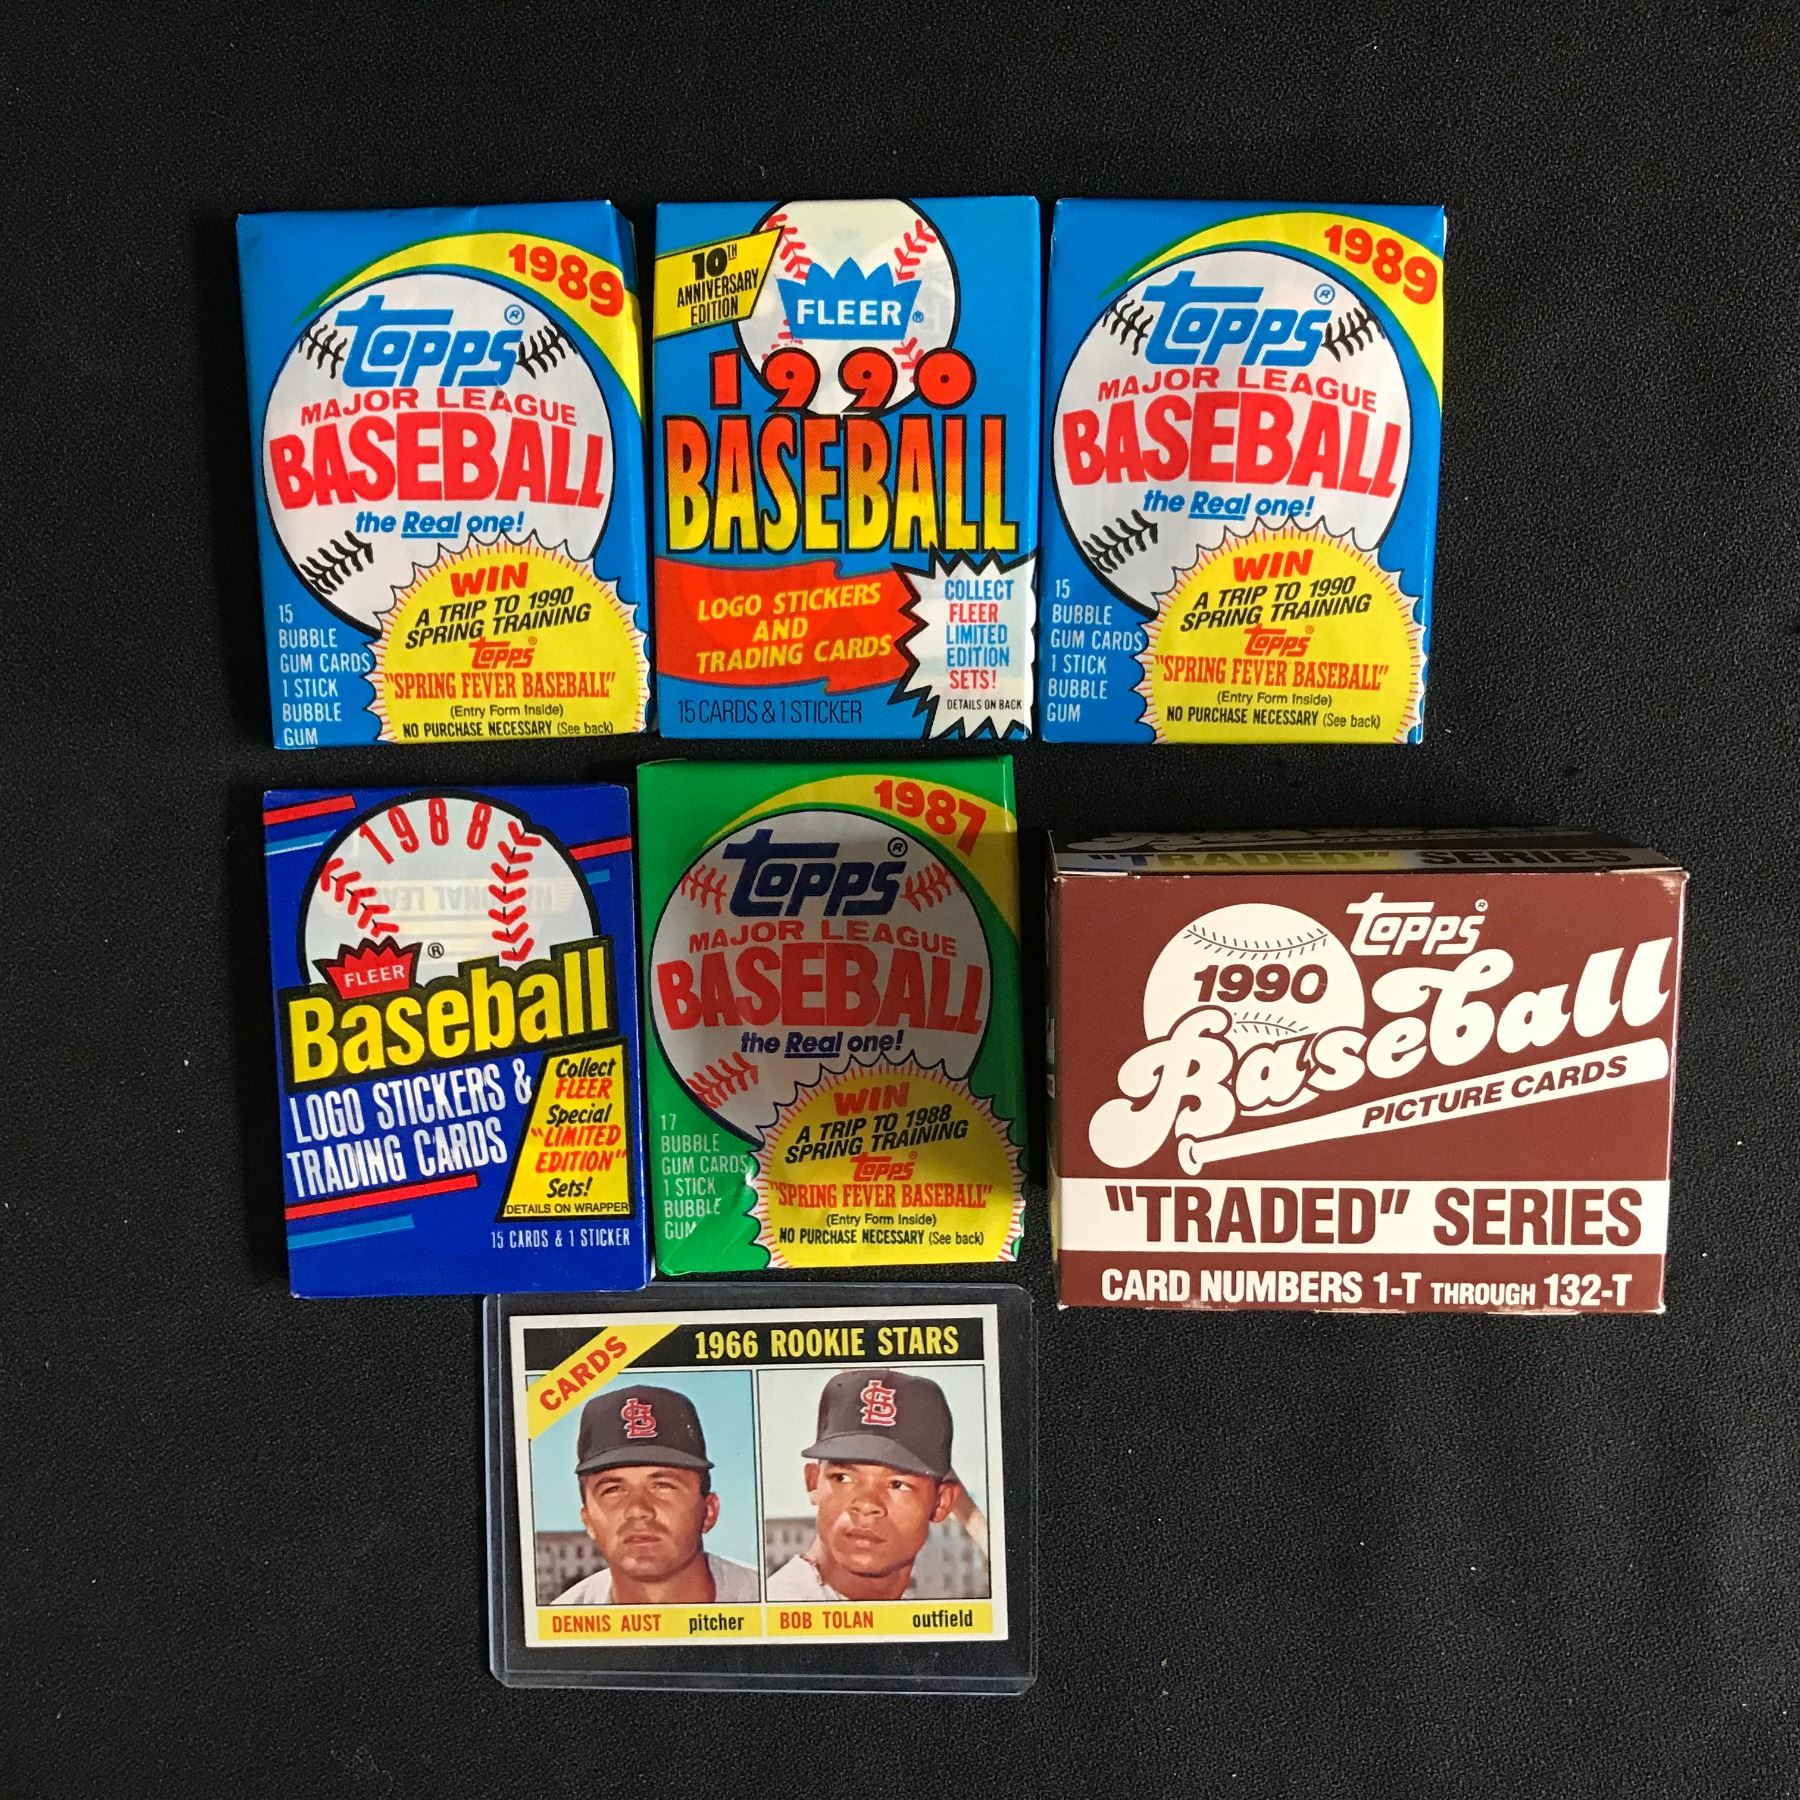 1989
Topps®
MAJOR LEAGUE
BASEBALL
the Real one!
WIN
A TRIP TO 1990
SPRING TRAINING
Topps®
"SPRING FEVER BASEBALL"
(Entry Form Inside)
NO PURCHASE NECESSARY (See back)
15
BUBBLE
GUM CARDS
1 STICK
BUBBLE
GUM
10TH
ANNIVERSARY
EDITION
FLEER®
1990
BASEBALL
LOGO STICKERS
AND
TRADING CARDS
COLLECT
FLEER
LIMITED
EDITION
SETS!
DETAILS ON BACK
15 CARDS & 1 STICKER
1989
Topps®
MAJOR LEAGUE
BASEBALL
the Real one!
WIN
A TRIP TO 1990
SPRING TRAINING
Topps®
"SPRING FEVER BASEBALL"
(Entry Form Inside)
NO PURCHASE NECESSARY (See back)
15
BUBBLE
GUM CARDS
1 STICK
BUBBLE
GUM
1988
FLEER®
Baseball
LOGO STICKERS &
TRADING CARDS
Collect
FLEER
Special
"LIMITED
EDITION"
Sets!
DETAILS ON WRAPPER
15 CARDS & 1 STICKER
1987
Topps®
MAJOR LEAGUE
BASEBALL
the Real one!
WIN
A TRIP TO 1988
SPRING TRAINING
Topps®
"SPRING FEVER BASEBALL"
(Entry Form Inside)
NO PURCHASE NECESSARY (See back)
17
BUBBLE
GUM CARDS
1 STICK
BUBBLE
GUM
"TRADED" SERIES
Topps®
1990
Baseball
PICTURE CARDS
"TRADED" SERIES
CARD NUMBERS 1-T THROUGH 132-T
CARDS
1966 ROOKIE STARS
StL
StL
DENNIS AUST pitcher
BOB TOLAN outfield